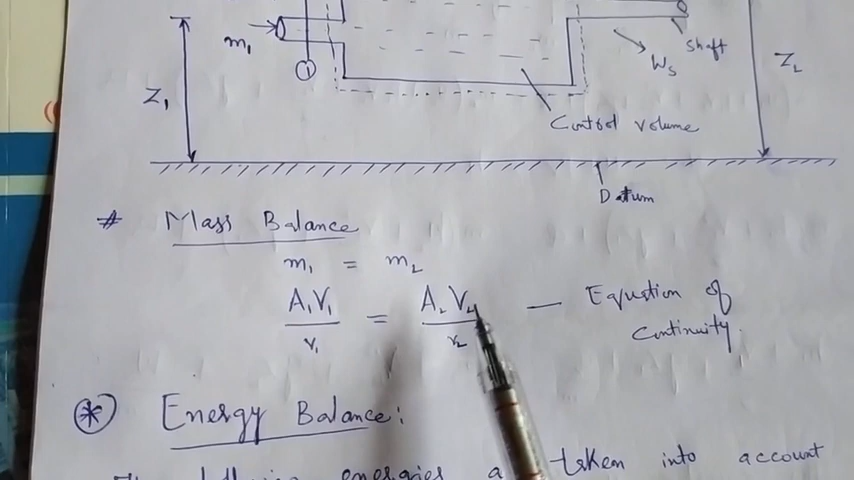 m₁
①
Shaft
Wₛ
Z₁
Z₂
Control volume
Datum
# Mass Balance
m₁ = m₂
A₁V₁ / v₁ = A₂V₂ / v₂ — Equation of
Continuity
* Energy Balance:
energies taken into account